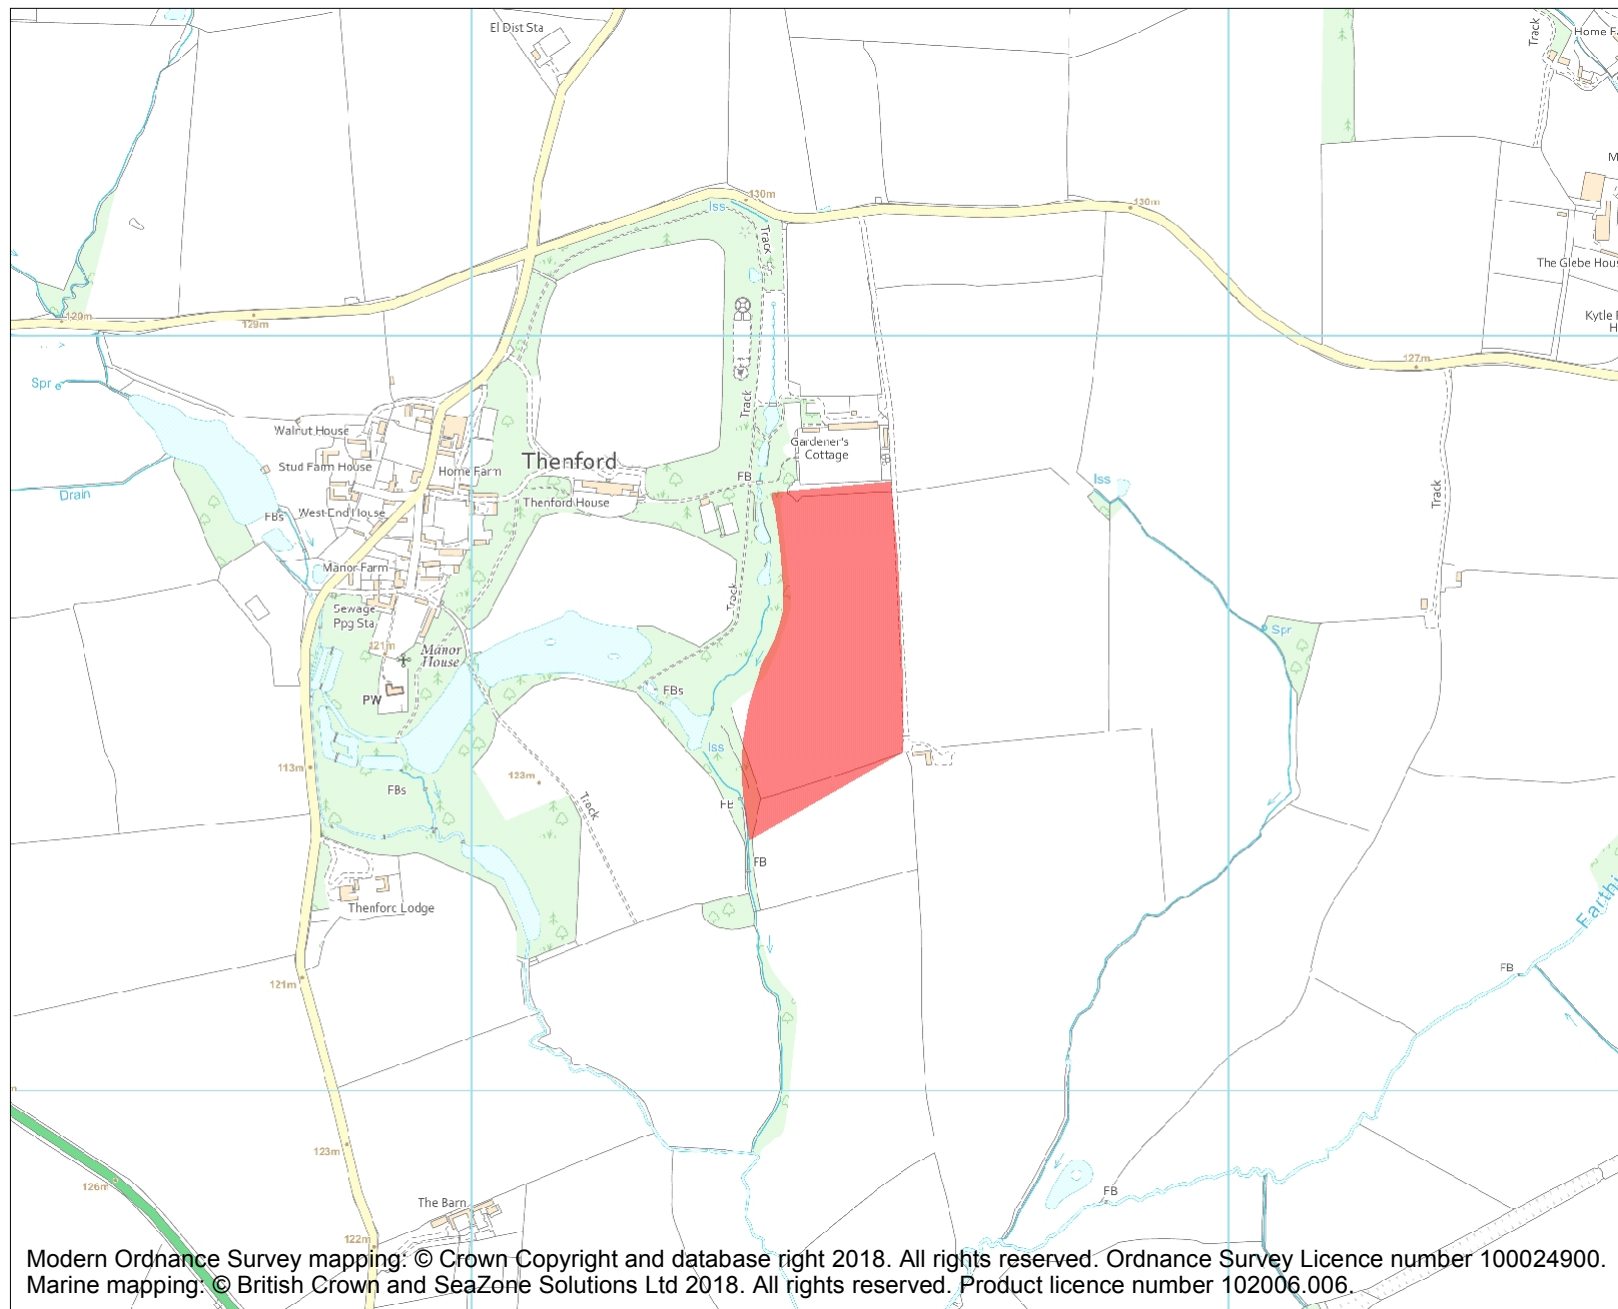 El Dist Sta
Track
Home F
M
Iss
130m
130m
Track
The Glebe Hous
120m
129m
Kytle F
H
127m
Spr
Track
Walnut House
Gardener's
Cottage
Stud Farm House
Home Farm
Thenford
FB
Iss
Drain
Thenford House
Track
West End House
FBs
Manor Farm
Track
Sewage
Ppg Sta
Spr
121m
Manor
House
PW
FBs
Iss
113m
123m
FBs
Track
FB
FB
Thenford Lodge
Earthi
FB
121m
123m
126m
The Barn
FB
122m
Modern Ordnance Survey mapping: © Crown Copyright and database right 2018. All rights reserved. Ordnance Survey Licence number 100024900.
Marine mapping: © British Crown and SeaZone Solutions Ltd 2018. All rights reserved. Product licence number 102006.006.